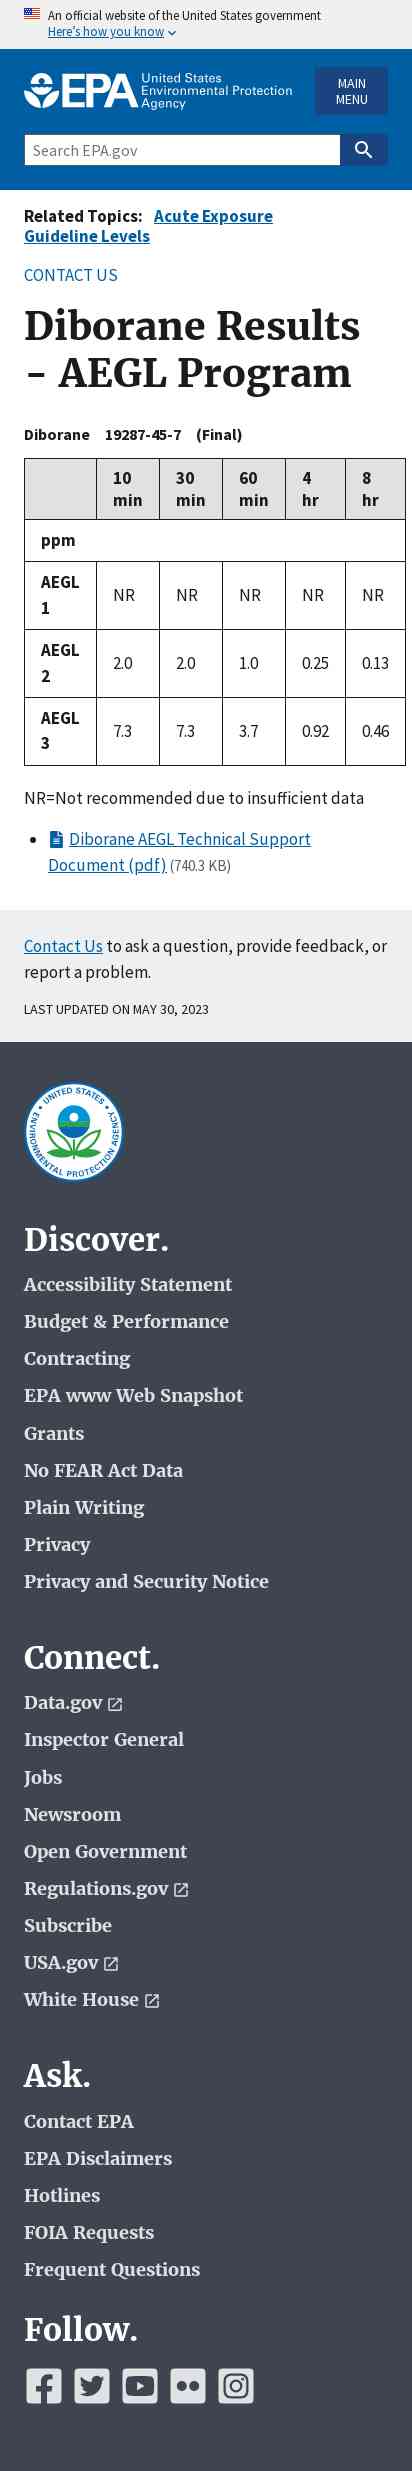 An official website of the United States government
Here's how you know
EPA United States
Environmental Protection
Agency
MAIN
MENU
Search EPA.gov
Related Topics: Acute Exposure
Guideline Levels
CONTACT US
Diborane Results
- AEGL Program
Diborane 19287-45-7 (Final)
10 min 30 min 60 min 4 hr 8 hr
ppm
AEGL 1 NR NR NR NR NR
AEGL 2 2.0 2.0 1.0 0.25 0.13
AEGL 3 7.3 7.3 3.7 0.92 0.46
NR=Not recommended due to insufficient data
Diborane AEGL Technical Support
Document (pdf) (740.3 KB)
Contact Us to ask a question, provide feedback, or
report a problem.
LAST UPDATED ON MAY 30, 2023
UNITED STATES
ENVIRONMENTAL PROTECTION AGENCY
Discover.
Accessibility Statement
Budget & Performance
Contracting
EPA www Web Snapshot
Grants
No FEAR Act Data
Plain Writing
Privacy
Privacy and Security Notice
Connect.
Data.gov
Inspector General
Jobs
Newsroom
Open Government
Regulations.gov
Subscribe
USA.gov
White House
Ask.
Contact EPA
EPA Disclaimers
Hotlines
FOIA Requests
Frequent Questions
Follow.